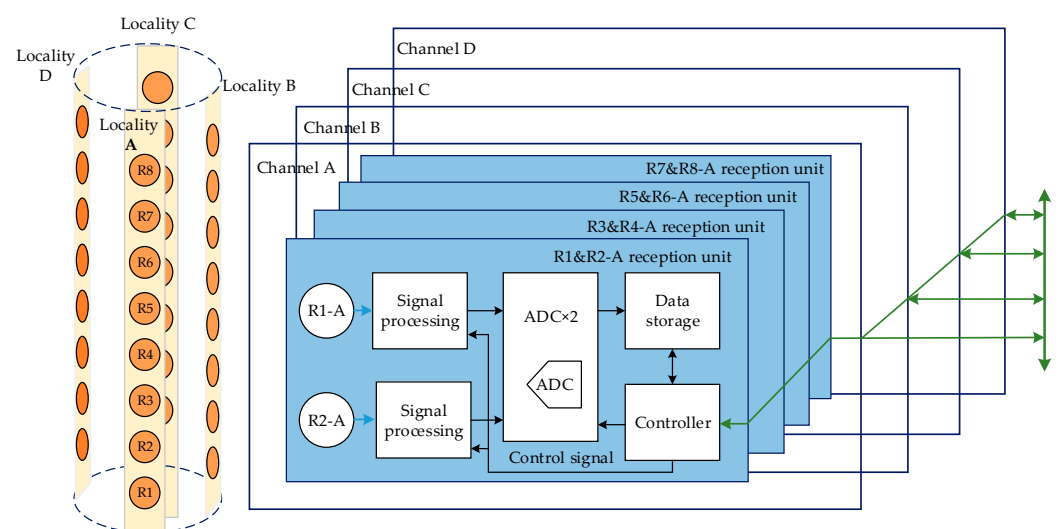 Locality C
Locality
D
Locality B
Locality
A
R8
R7
R6
R5
R4
R3
R2
R1
Channel D
Channel C
Channel B
Channel A
R7&R8-A reception unit
R5&R6-A reception unit
R3&R4-A reception unit
R1&R2-A reception unit
R1-A
Signal
processing
ADC×2
ADC
Data
storage
R2-A
Signal
processing
Controller
Control signal